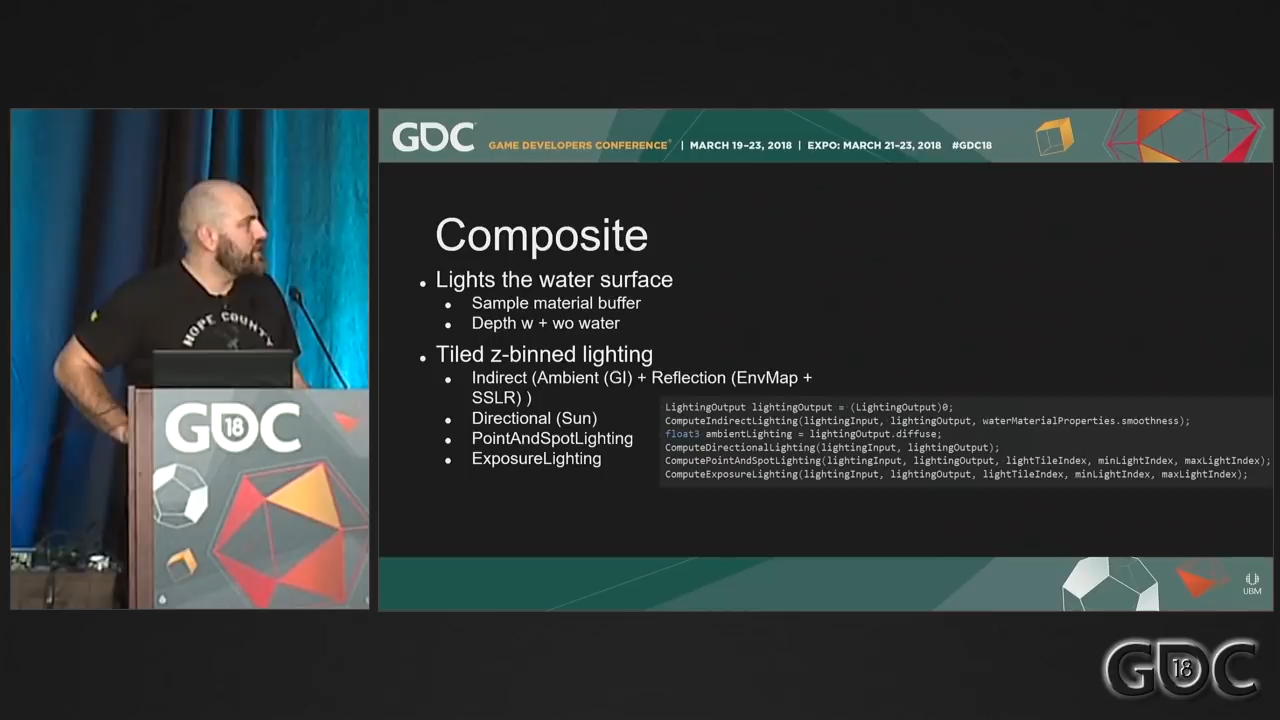 GDC
GAME DEVELOPERS CONFERENCE® | MARCH 19–23, 2018 | EXPO: MARCH 21–23, 2018 #GDC18
HOPE COUNTY
GDC
18
Composite
• Lights the water surface
• Sample material buffer
• Depth w + wo water
• Tiled z-binned lighting
• Indirect (Ambient (GI) + Reflection (EnvMap +
SSLR) )
• Directional (Sun)
• PointAndSpotLighting
• ExposureLighting
LightingOutput lightingOutput = (LightingOutput)0;
ComputeIndirectLighting(lightingInput, lightingOutput, waterMaterialProperties.smoothness);
float3 ambientLighting = lightingOutput.diffuse;
ComputeDirectionalLighting(lightingInput, lightingOutput);
ComputePointAndSpotLighting(lightingInput, lightingOutput, lightTileIndex, minLightIndex, maxLightIndex);
ComputeExposureLighting(lightingInput, lightingOutput, lightTileIndex, minLightIndex, maxLightIndex);
UBM
GDC
18